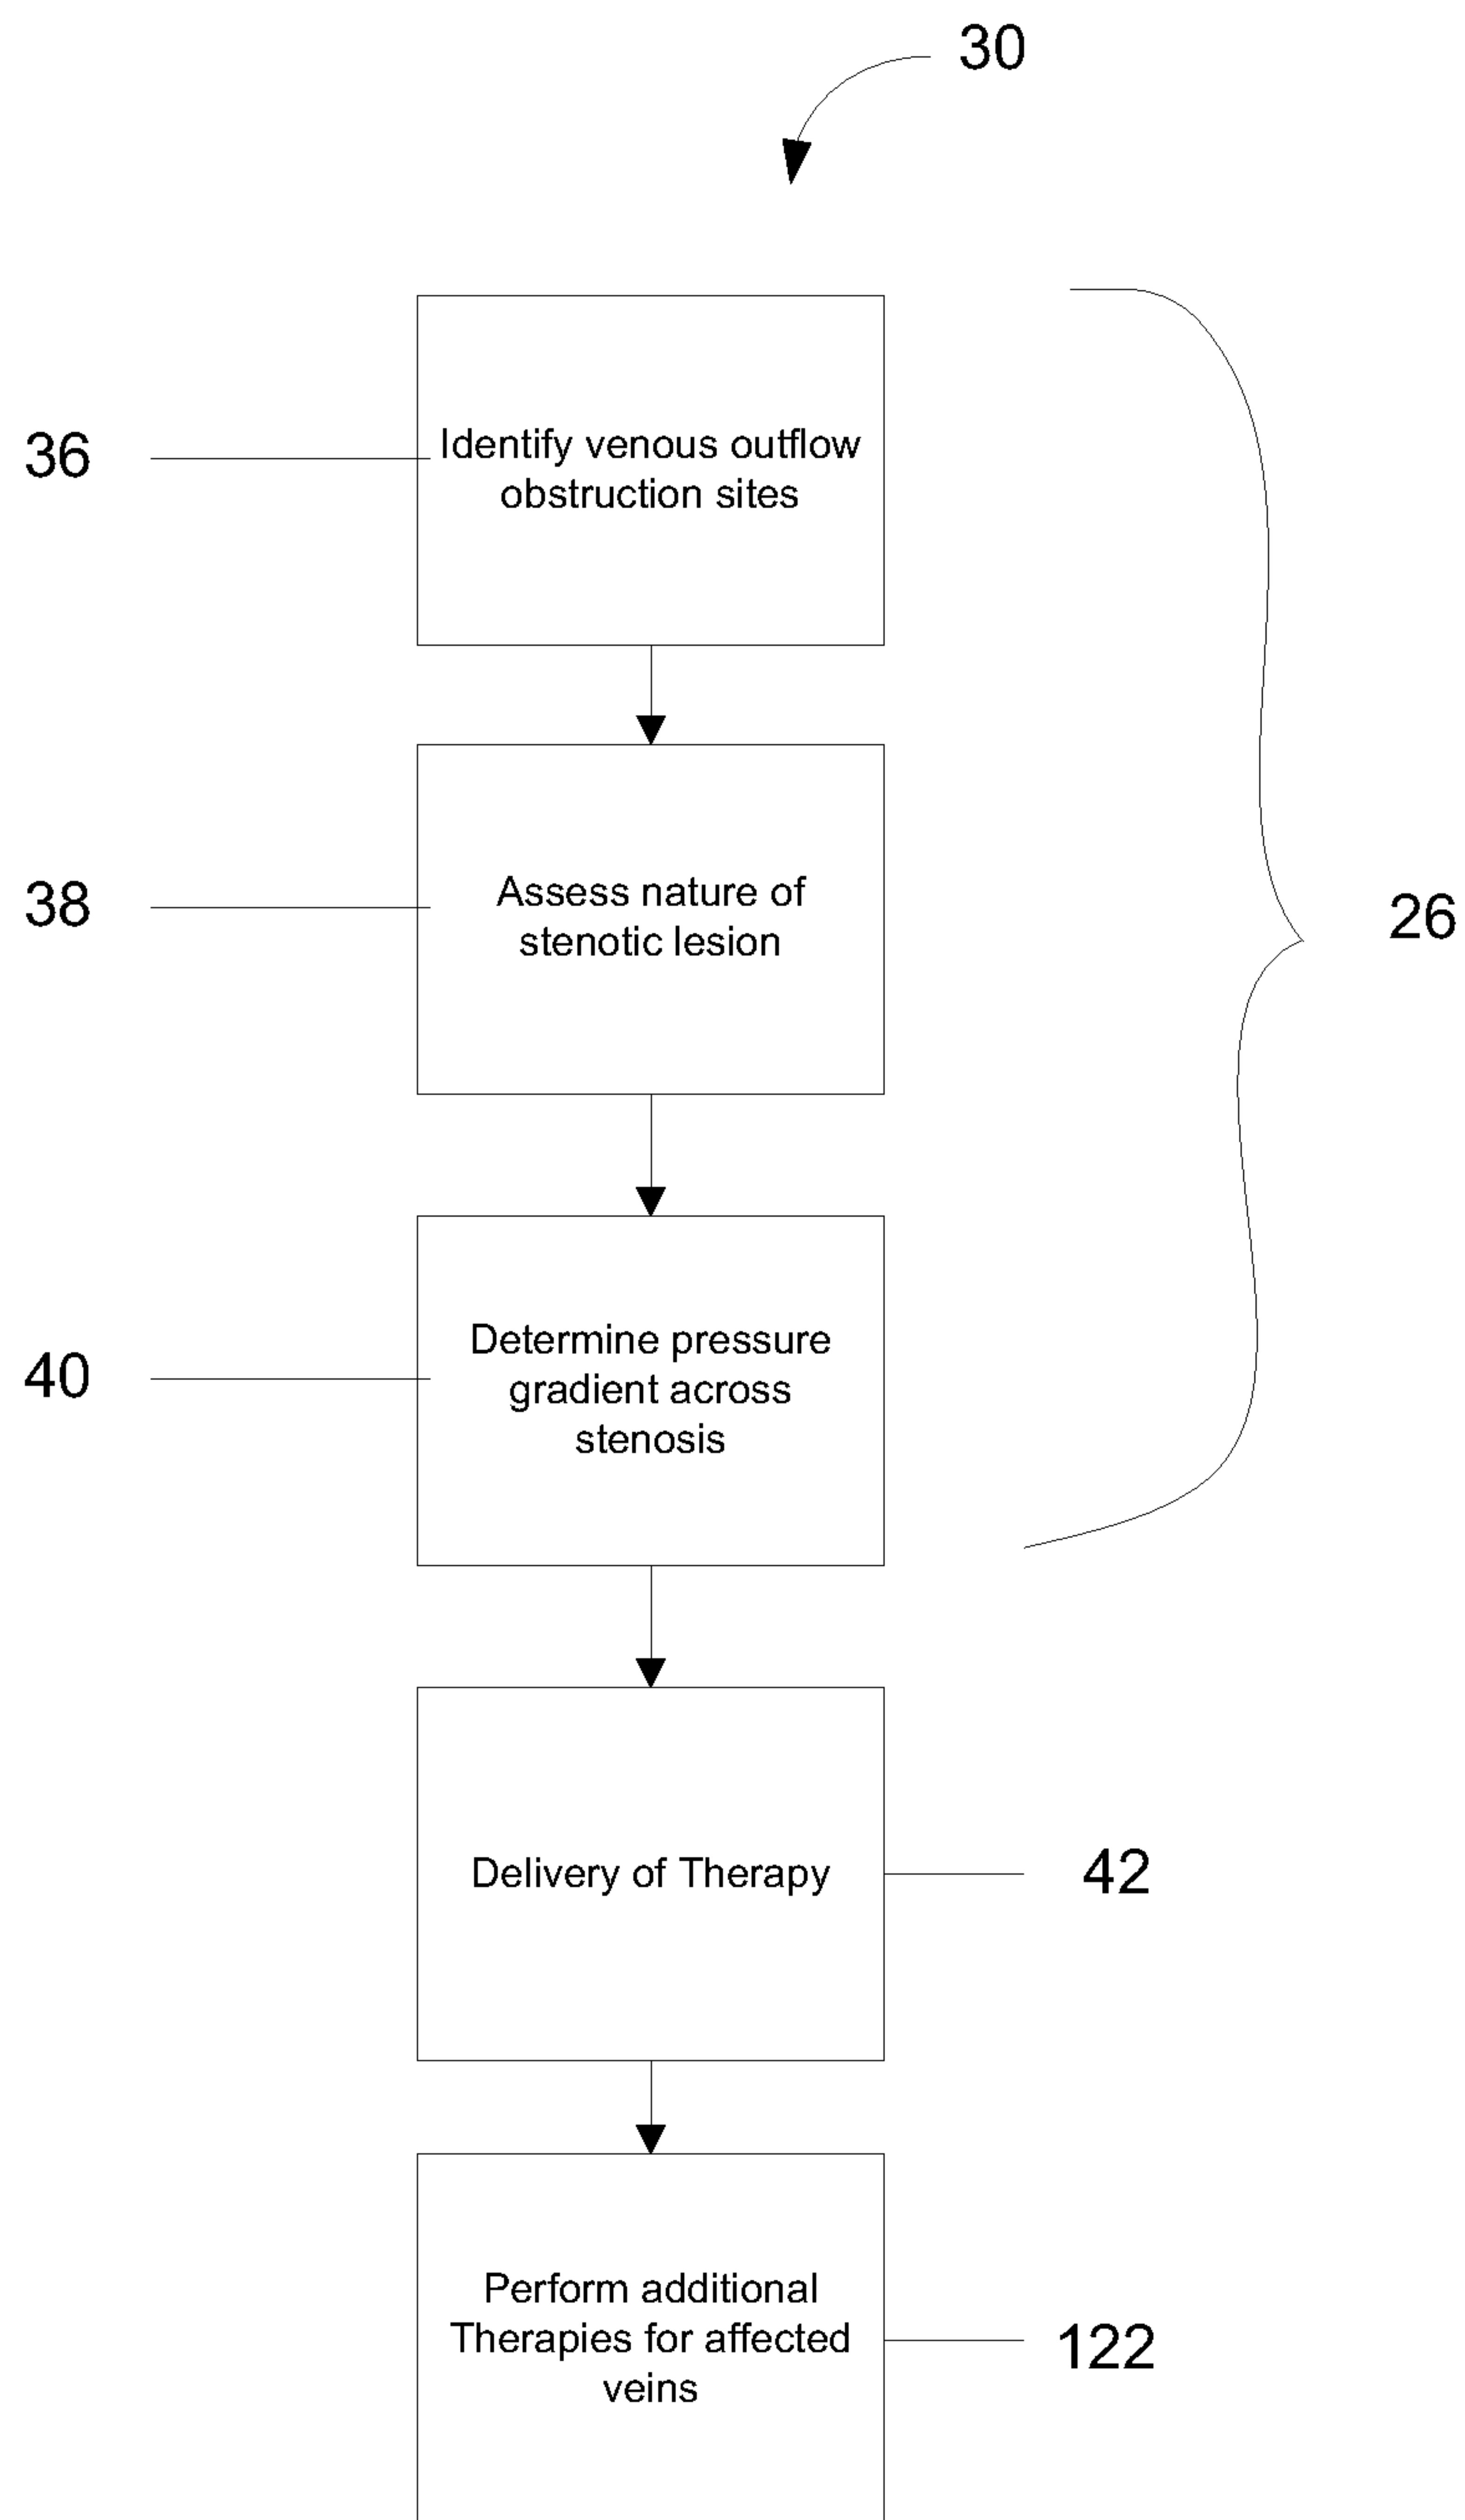 30
36
Identify venous outflow
obstruction sites
38
Assess nature of
stenotic lesion
26
40
Determine pressure
gradient across
stenosis
Delivery of Therapy
42
Perform additional
Therapies for affected
veins
122